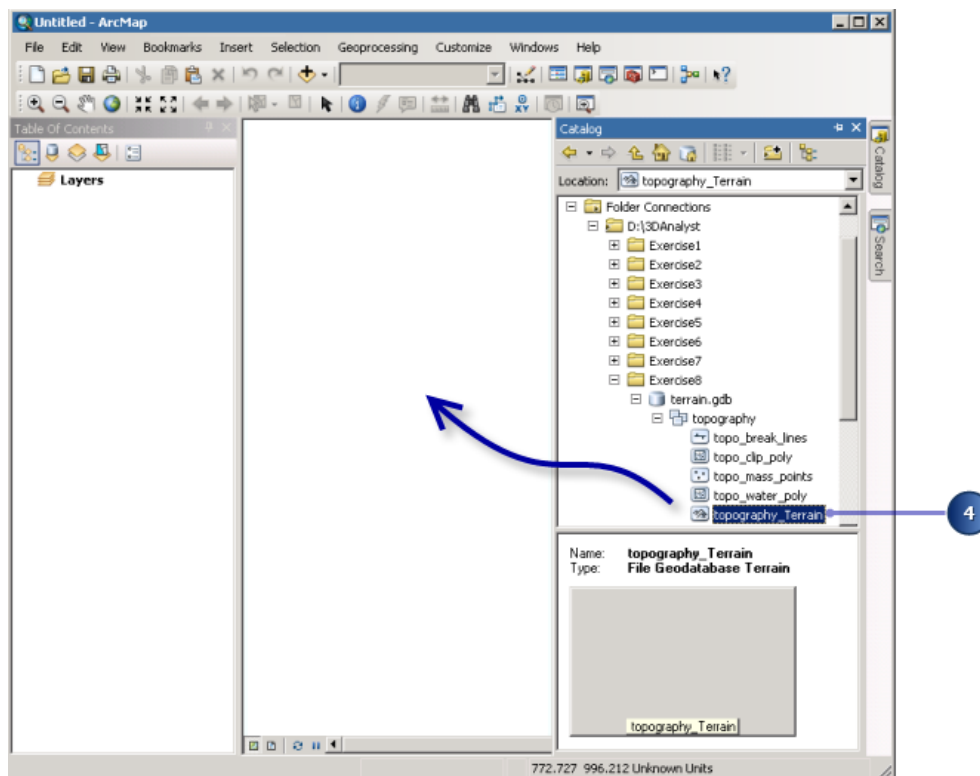 Untitled - ArcMap
File Edit View Bookmarks Insert Selection Geoprocessing Customize Windows Help
Table Of Contents
Layers
Catalog
Location: topography_Terrain
Folder Connections
D:\3DAnalyst
Exercise1
Exercise2
Exercise3
Exercise4
Exercise5
Exercise6
Exercise7
Exercise8
terrain.gdb
topography
topo_break_lines
topo_clip_poly
topo_mass_points
topo_water_poly
topography_Terrain
4
Name: topography_Terrain
Type: File Geodatabase Terrain
topography_Terrain
Catalog
Search
772.727 996.212 Unknown Units